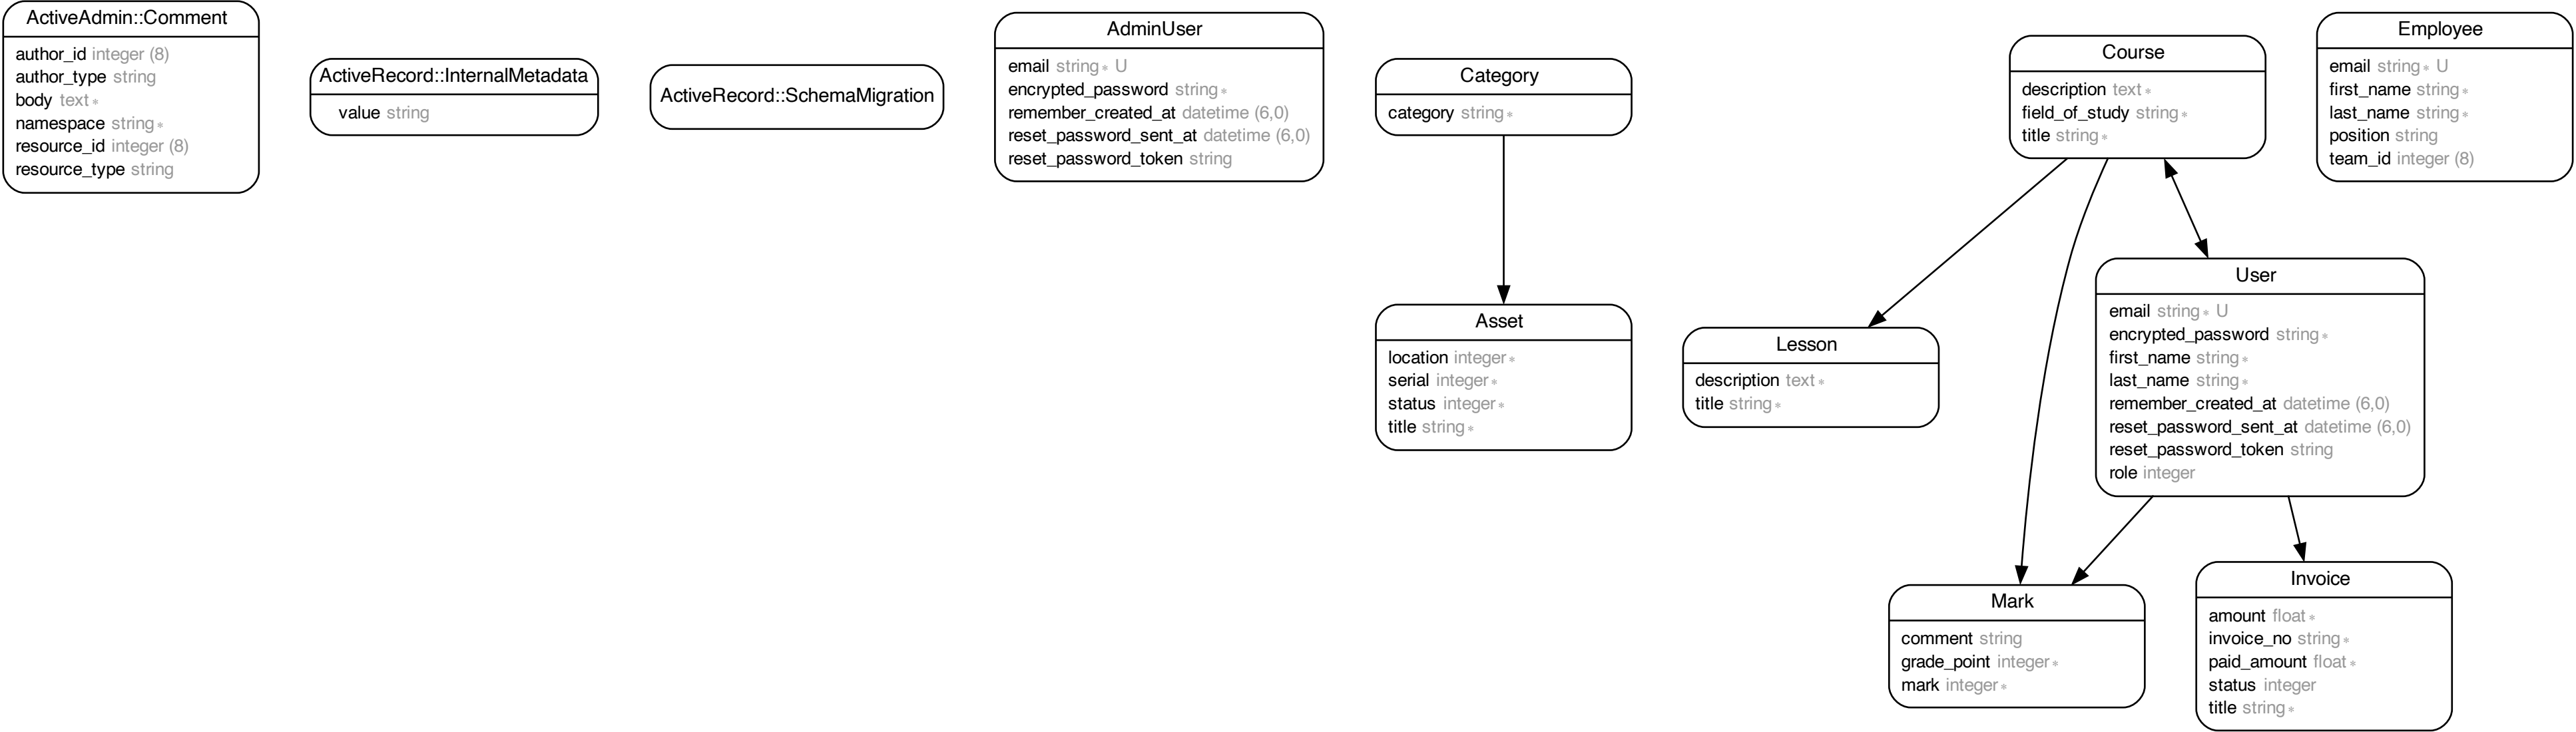 ActiveAdmin::Comment
author_id integer (8)
author_type string
body text *
namespace string *
resource_id integer (8)
resource_type string
ActiveRecord::InternalMetadata
value string
ActiveRecord::SchemaMigration
AdminUser
email string * U
encrypted_password string *
remember_created_at datetime (6,0)
reset_password_sent_at datetime (6,0)
reset_password_token string
Category
category string *
Asset
location integer *
serial integer *
status integer *
title string *
Course
description text *
field_of_study string *
title string *
Lesson
description text *
title string *
User
email string * U
encrypted_password string *
first_name string *
last_name string *
remember_created_at datetime (6,0)
reset_password_sent_at datetime (6,0)
reset_password_token string
role integer
Mark
comment string
grade_point integer *
mark integer *
Invoice
amount float *
invoice_no string *
paid_amount float *
status integer
title string *
Employee
email string * U
first_name string *
last_name string *
position string
team_id integer (8)